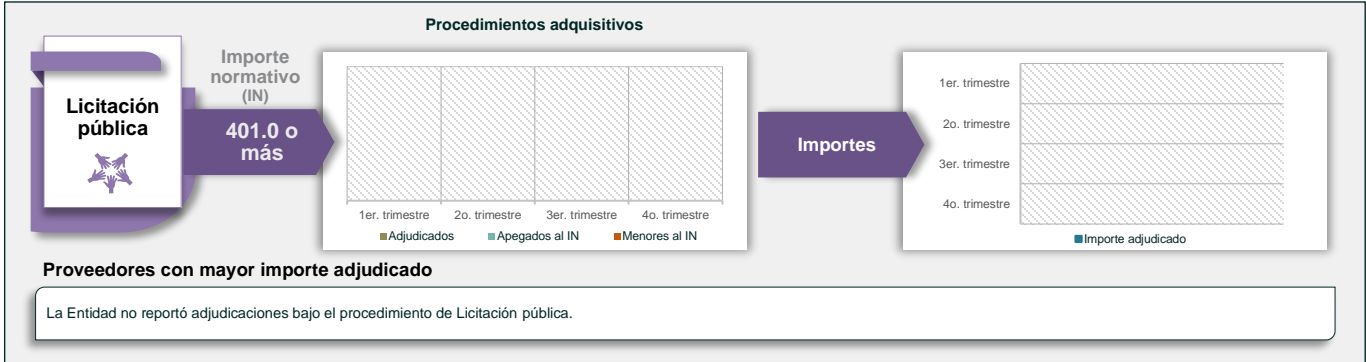 Procedimientos adquisitivos
Licitación
pública
Importe
normativo
(IN)
401.0 o
más
1er. trimestre 2o. trimestre 3er. trimestre 4o. trimestre
Adjudicados Apegados al IN Menores al IN
Importes
1er. trimestre
2o. trimestre
3er. trimestre
4o. trimestre
Importe adjudicado
Proveedores con mayor importe adjudicado
La Entidad no reportó adjudicaciones bajo el procedimiento de Licitación pública.